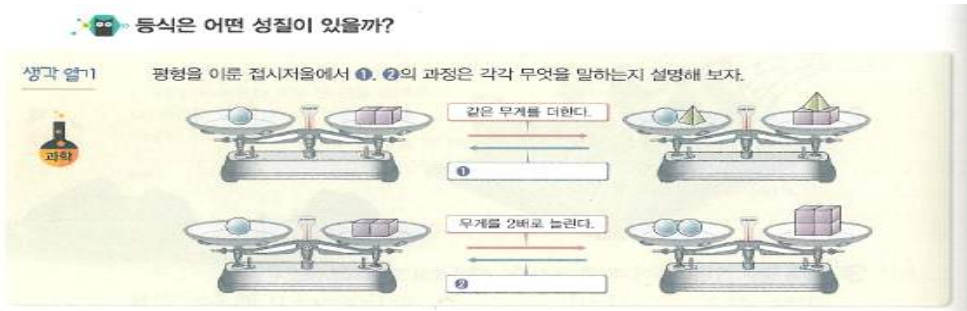 등식은 어떤 성질이 있을까?
생각 열기
평형을 이룬 접시저울에서 ❶, ❷의 과정은 각각 무엇을 말하는지 설명해 보자.
과학
같은 무게를 더한다.
❶
무게를 2배로 늘린다.
❷